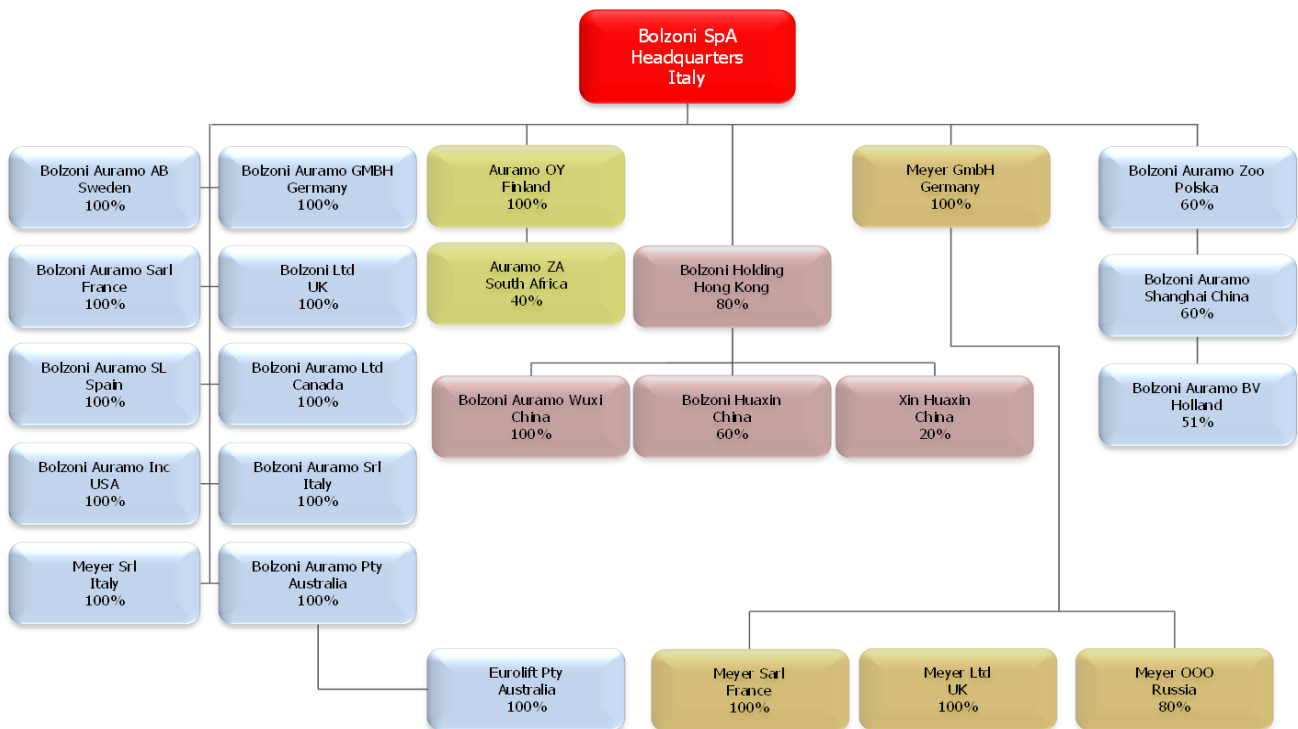 Bolzoni SpA
Headquarters
Italy
Bolzoni Auramo AB
Sweden
100%
Bolzoni Auramo GMBH
Germany
100%
Auramo OY
Finland
100%
Meyer GmbH
Germany
100%
Bolzoni Auramo Zoo
Polska
60%
Bolzoni Auramo Sarl
France
100%
Bolzoni Ltd
UK
100%
Auramo ZA
South Africa
40%
Bolzoni Holding
Hong Kong
80%
Bolzoni Auramo
Shanghai China
60%
Bolzoni Auramo SL
Spain
100%
Bolzoni Auramo Ltd
Canada
100%
Bolzoni Auramo Wuxi
China
100%
Bolzoni Huaxin
China
60%
Xin Huaxin
China
20%
Bolzoni Auramo BV
Holland
51%
Bolzoni Auramo Inc
USA
100%
Bolzoni Auramo Srl
Italy
100%
Meyer Srl
Italy
100%
Bolzoni Auramo Pty
Australia
100%
Eurolift Pty
Australia
100%
Meyer Sarl
France
100%
Meyer Ltd
UK
100%
Meyer OOO
Russia
80%